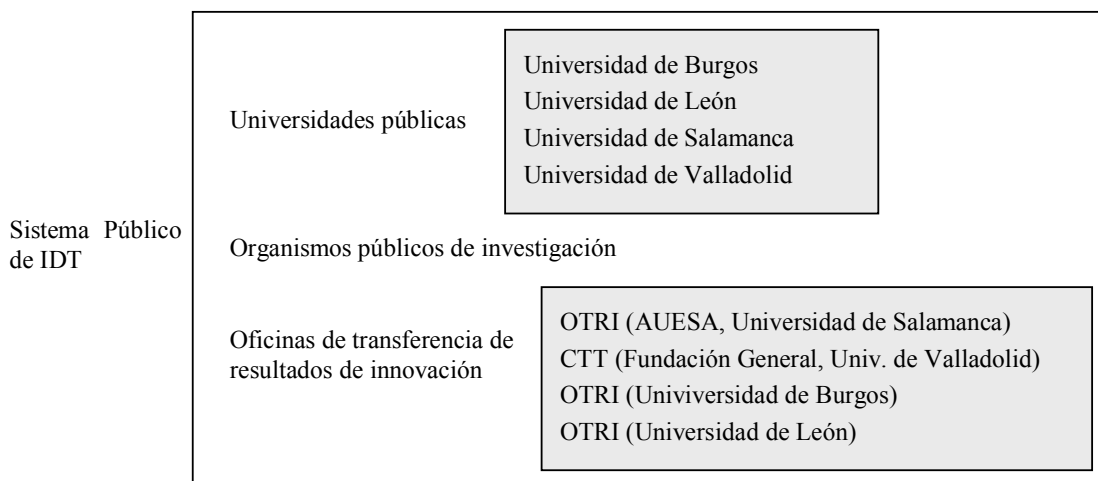 Universidad de Burgos
Universidad de León
Universidades públicas
Universidad de Salamanca
Universidad de Valladolid
Sistema Público
de IDT
Organismos públicos de investigación
Oficinas de transferencia de
resultados de innovación
OTRI (AUESA, Universidad de Salamanca)
CTT (Fundación General, Univ. de Valladolid)
OTRI (Univiversidad de Burgos)
OTRI (Universidad de León)